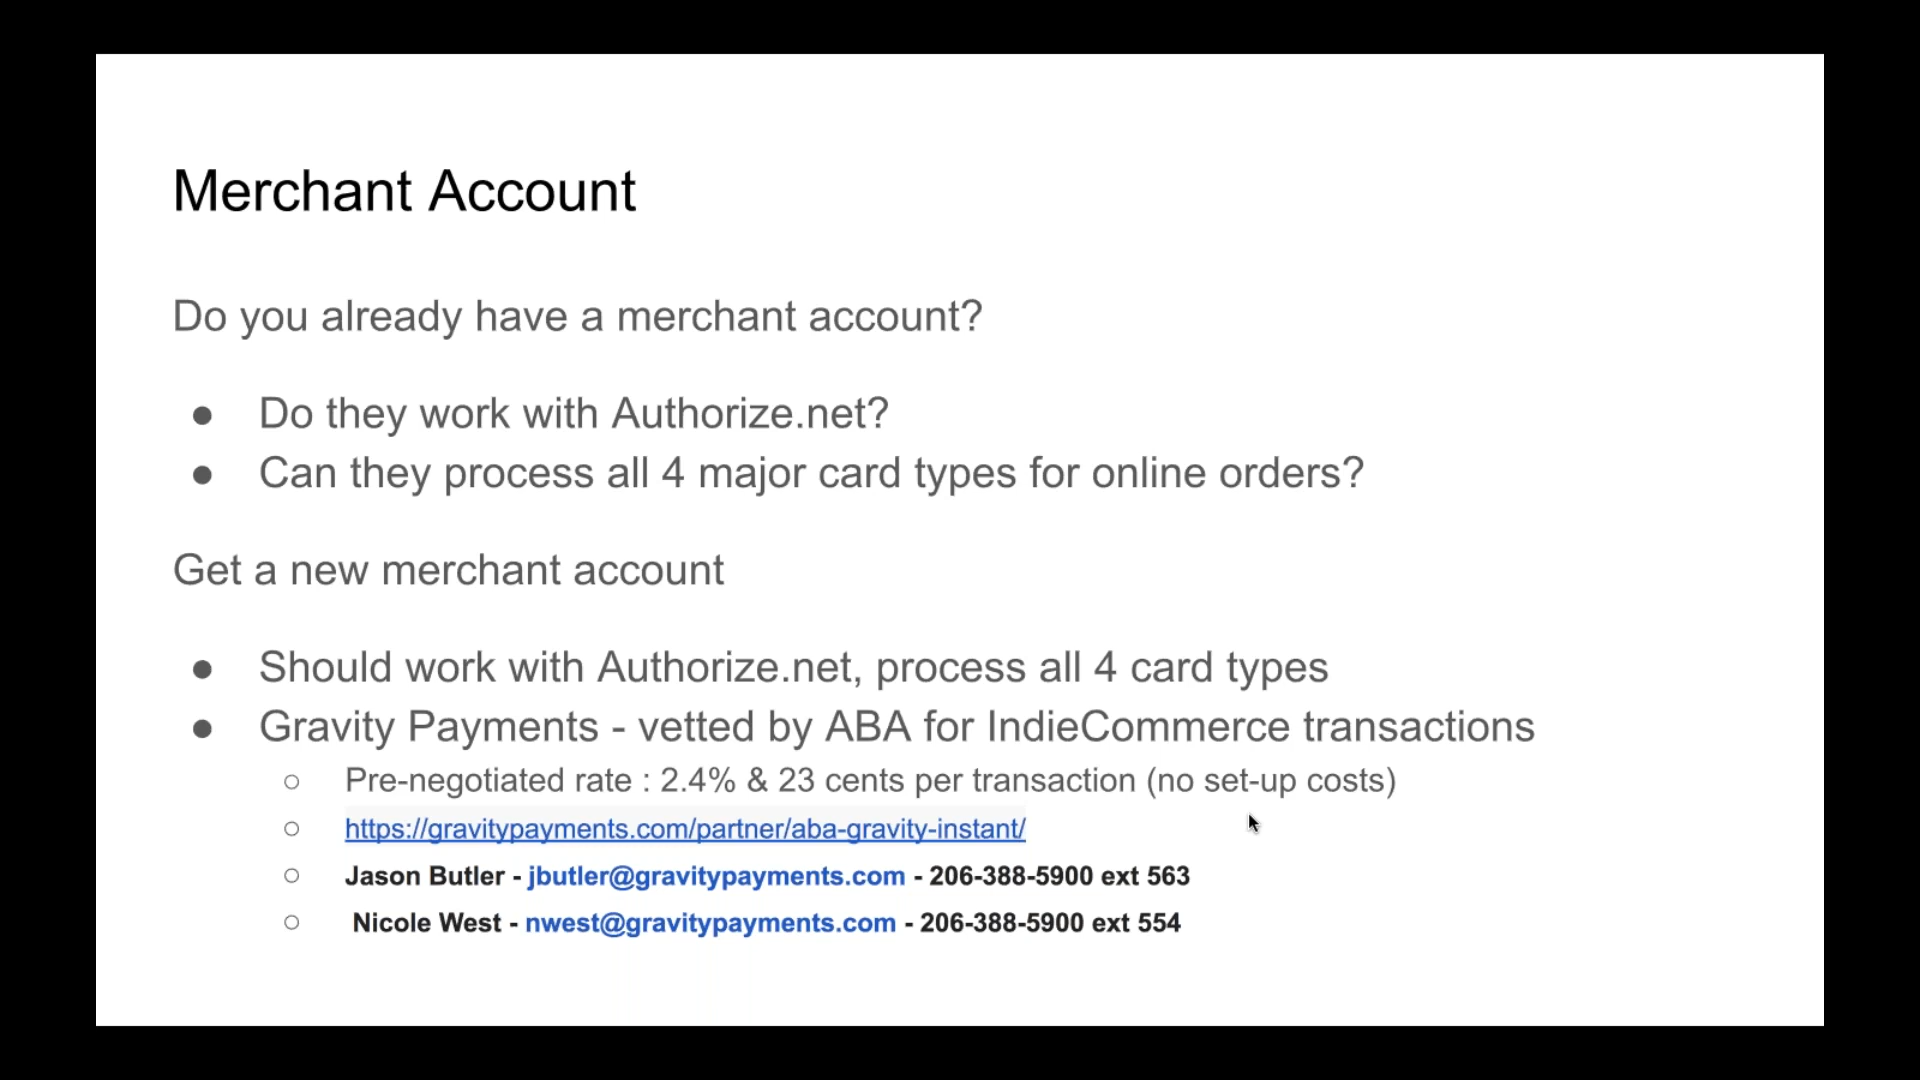 Merchant Account
Do you already have a merchant account?
● Do they work with Authorize.net?
● Can they process all 4 major card types for online orders?
Get a new merchant account
● Should work with Authorize.net, process all 4 card types
● Gravity Payments - vetted by ABA for IndieCommerce transactions
○ Pre-negotiated rate : 2.4% & 23 cents per transaction (no set-up costs)
○ https://gravitypayments.com/partner/aba-gravity-instant/
○ Jason Butler - jbutler@gravitypayments.com - 206-388-5900 ext 563
○ Nicole West - nwest@gravitypayments.com - 206-388-5900 ext 554